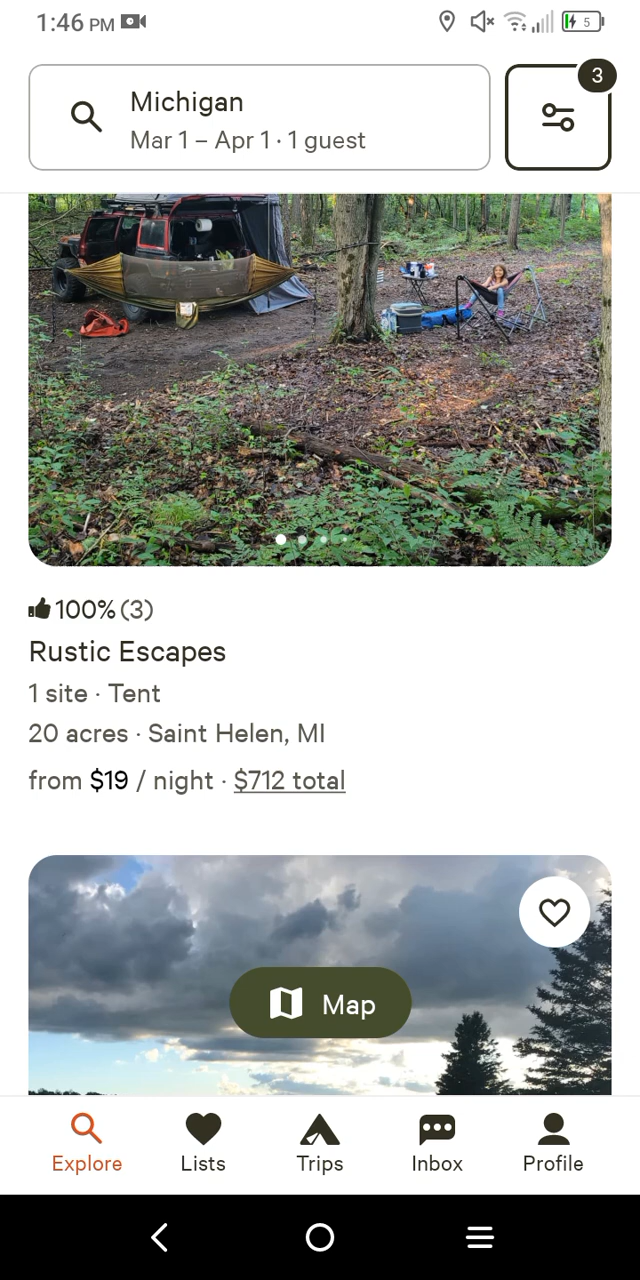 1:46 PM
5
Michigan
Mar 1 – Apr 1 · 1 guest
3
100% (3)
Rustic Escapes
1 site · Tent
20 acres · Saint Helen, MI
from $19 / night · $712 total
Map
Explore
Lists
Trips
Inbox
Profile